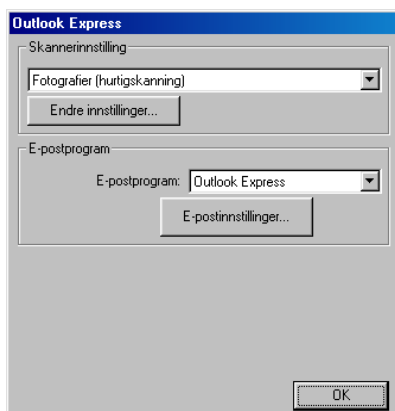 Outlook Express
Skannerinnstilling
Fotografier (hurtigskanning)
Endre innstillinger...
E-postprogram
E-postprogram: Outlook Express
E-postinnstillinger...
OK